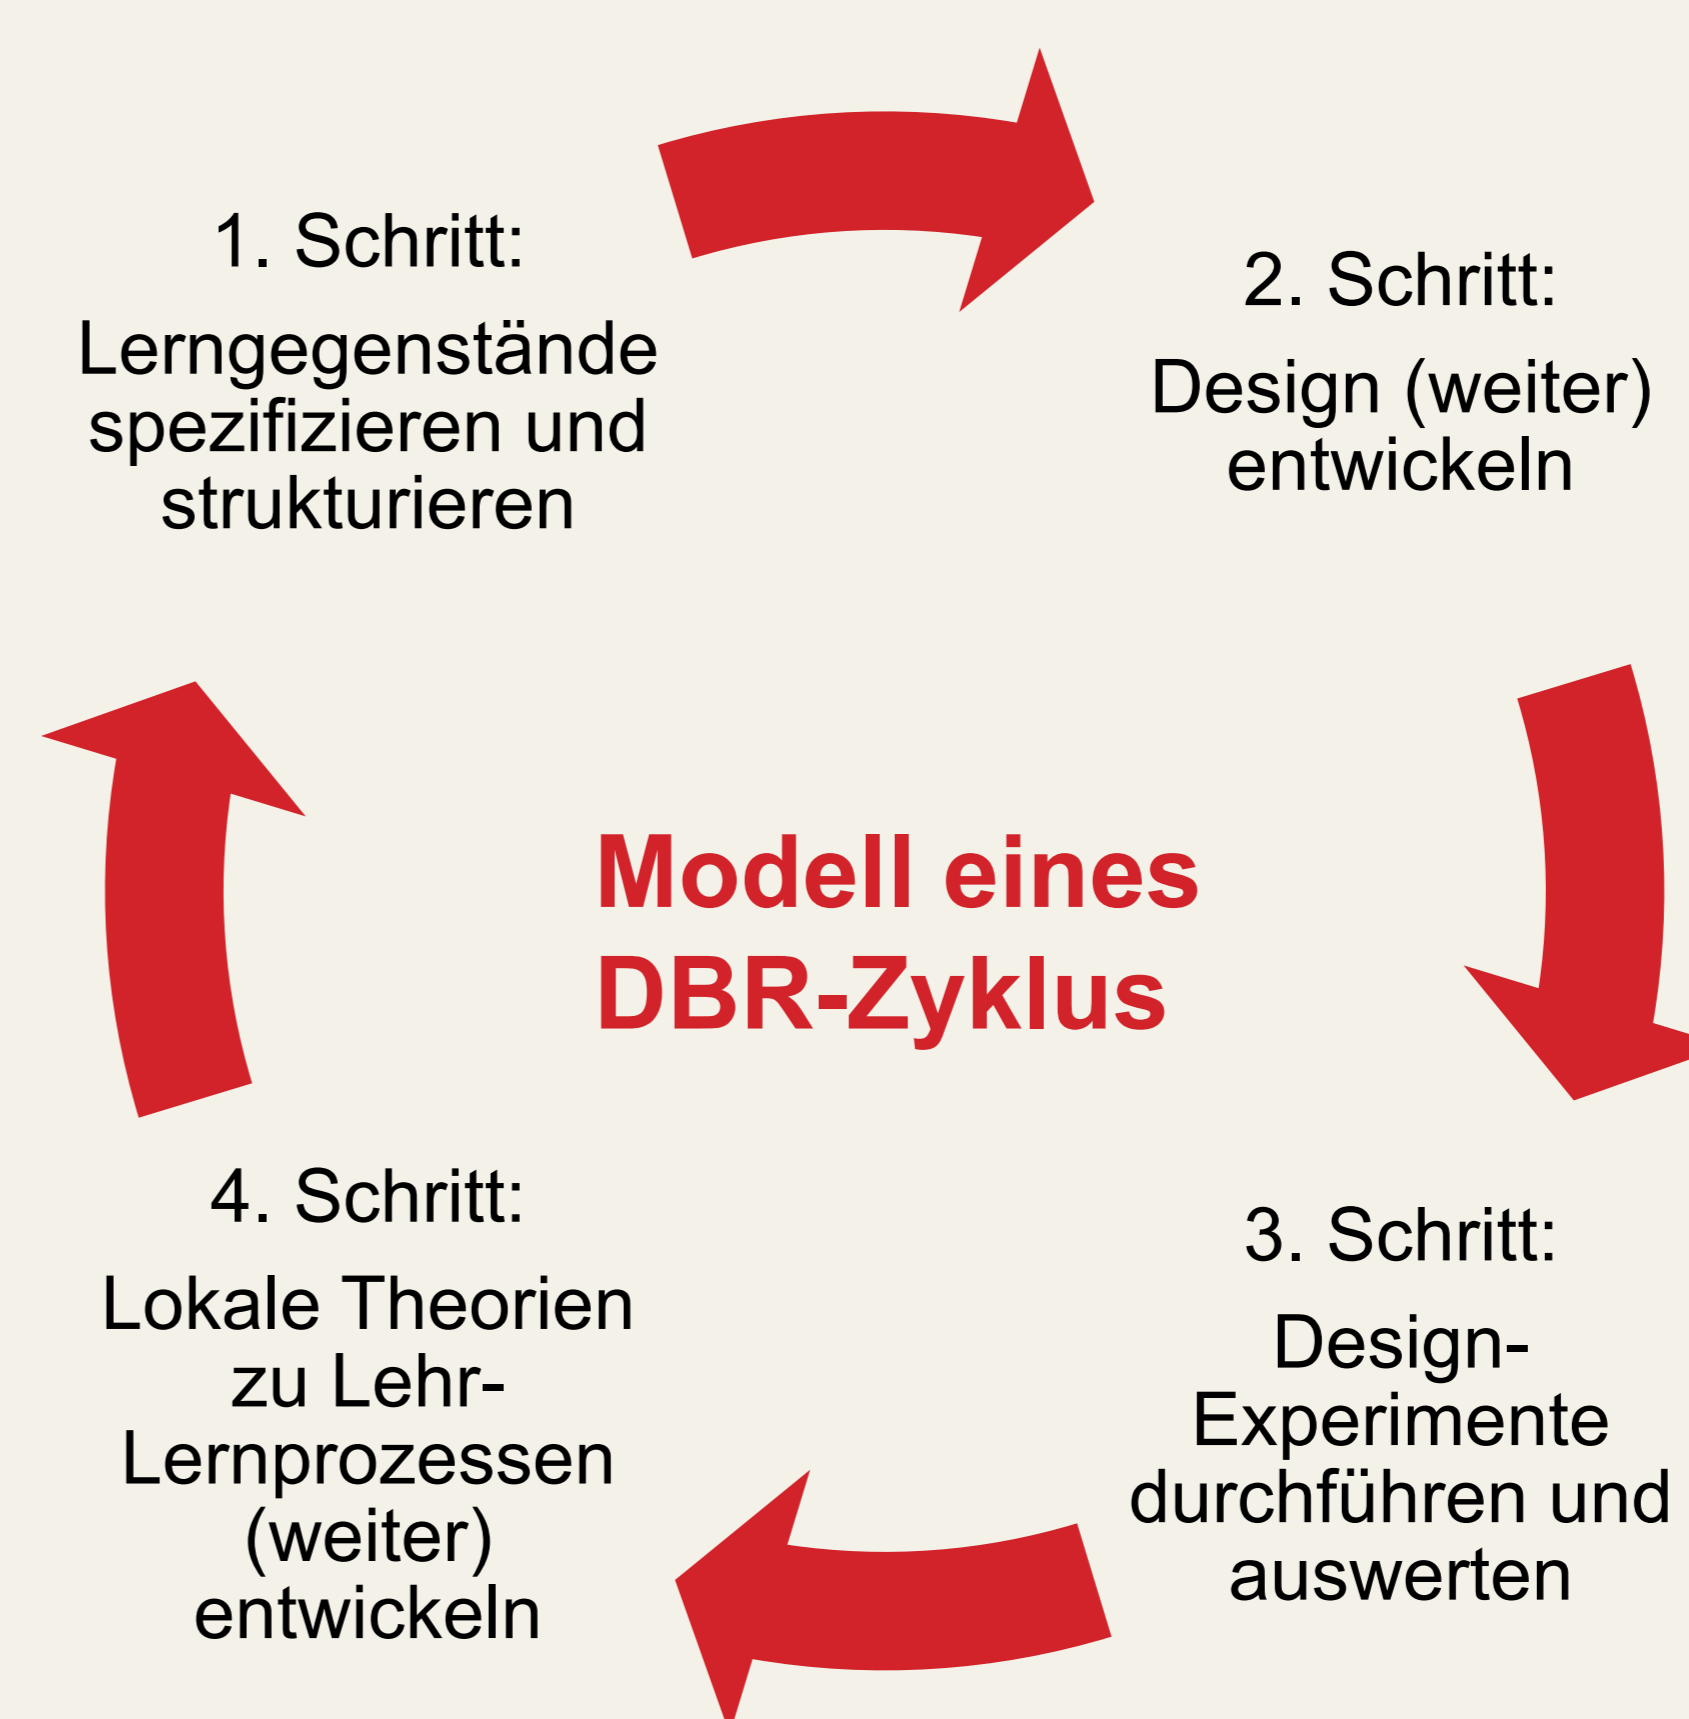 1. Schritt:
Lerngegenstände
spezifizieren und
strukturieren
2. Schritt:
Design (weiter)
entwickeln
Modell eines
DBR-Zyklus
3. Schritt:
Design-
Experimente
durchführen und
auswerten
4. Schritt:
Lokale Theorien
zu Lehr-
Lernprozessen
(weiter)
entwickeln